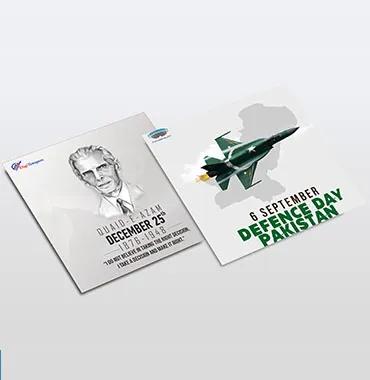 QUAID-E-AZAM
DECEMBER 25th
1876-1948
"I DO NOT BELIEVE IN TAKING THE RIGHT DECISION,
I TAKE A DECISION AND MAKE IT RIGHT."
6 SEPTEMBER
DEFENCE DAY
PAKISTAN